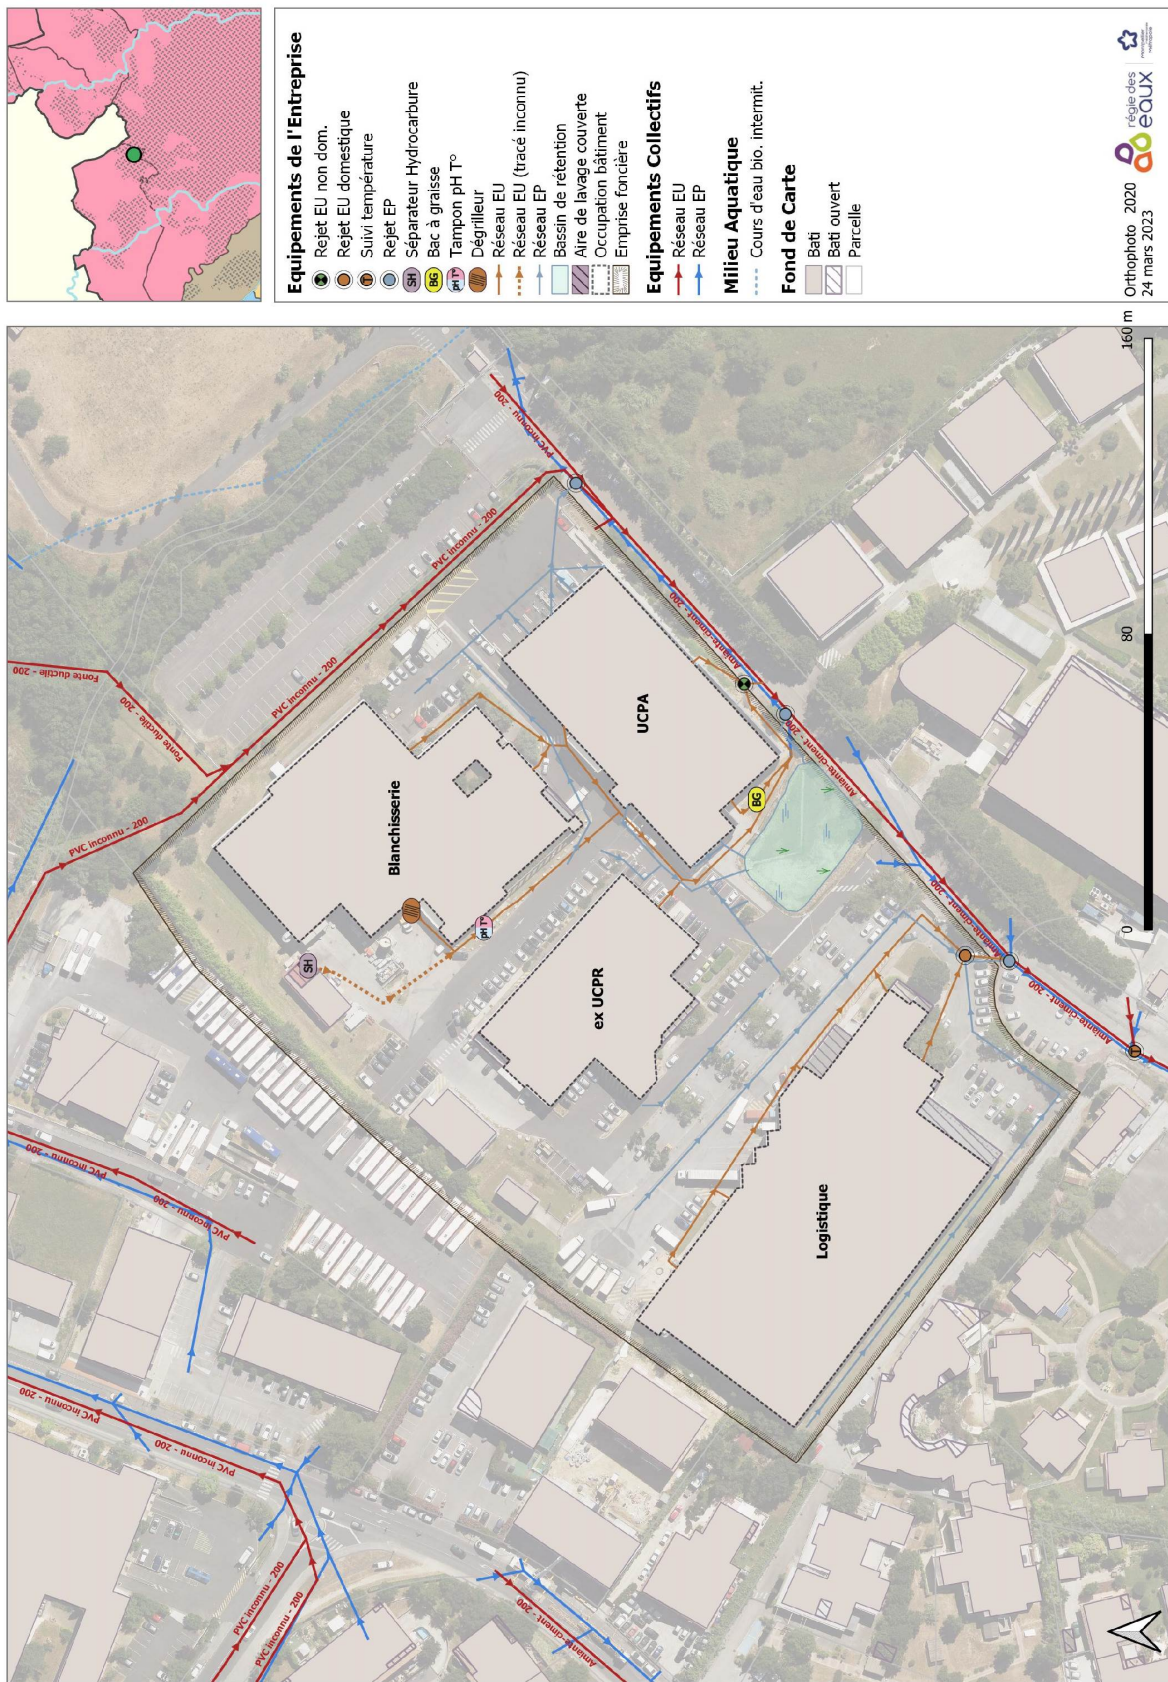 Equipements de l'Entreprise
Rejet EU non dom.
Rejet EU domestique
Suivi température
Rejet EP
SH Séparateur Hydrocarbure
BG Bac à graisse
pH T° Tampon pH T°
Dégrilleur
Réseau EU
Réseau EU (tracé inconnu)
Réseau EP
Bassin de rétention
Aire de lavage couverte
Occupation bâtiment
Emprise foncière
Equipements Collectifs
Réseau EU
Réseau EP
Milieu Aquatique
Cours d'eau bio. intermit.
Fond de Carte
Bati
Bati ouvert
Parcelle
Orthophoto 2020
24 mars 2023
régie des
eaux
0
80
160 m
Blanchisserie
UCPA
ex UCPR
Logistique
SH
pH T°
BG
T
Fonte ductile - 200
Fonte ductile - 200
PVC inconnu - 200
PVC inconnu - 200
PVC inconnu - 200
PVC inconnu - 200
Amiante-ciment - 200
Amiante-ciment - 200
Amiante-ciment - 200
Amiante-ciment - 200
PVC inconnu - 200
PVC inconnu - 200
PVC inconnu - 200
PVC inconnu - 200
PVC inconnu - 200
PVC inconnu - 200
Amiante-ciment - 200